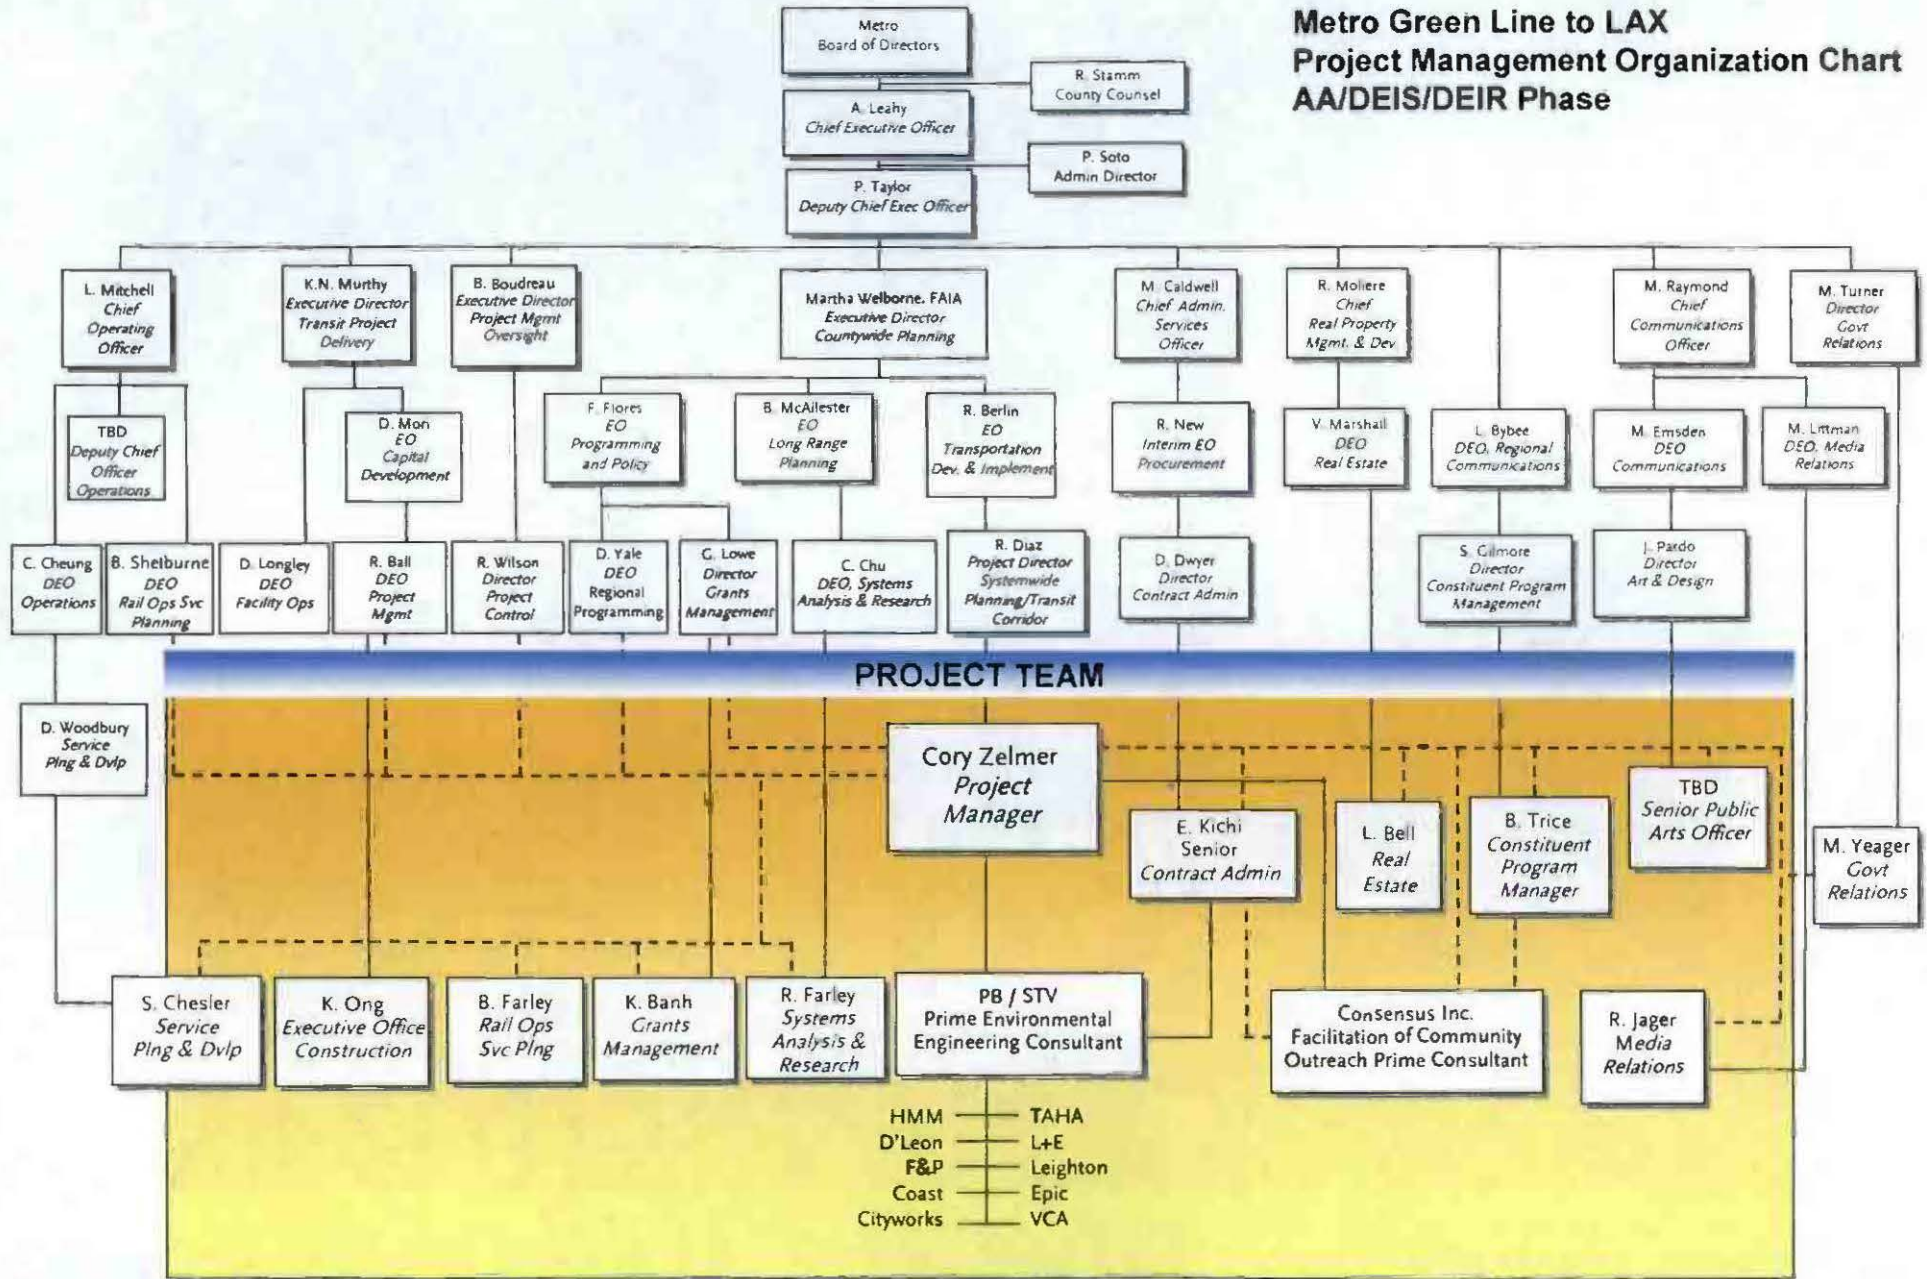 Metro Green Line to LAX
Project Management Organization Chart
AA/DEIS/DEIR Phase
Metro
Board of Directors
R. Stamm
County Counsel
A. Leahy
Chief Executive Officer
P. Soto
Admin Director
P. Taylor
Deputy Chief Exec Officer
L. Mitchell
Chief
Operating
Officer
K.N. Murthy
Executive Director
Transit Project
Delivery
B. Boudreau
Executive Director
Project Mgmt
Oversight
Martha Welborne, FAIA
Executive Director
Countywide Planning
M. Caldwell
Chief Admin.
Services
Officer
R. Moliere
Chief
Real Property
Mgmt. & Dev
M. Raymond
Chief
Communications
Officer
M. Turner
Director
Govt
Relations
TBD
Deputy Chief
Officer
Operations
D. Mon
EO
Capital
Development
F. Flores
EO
Programming
and Policy
B. McAllester
EO
Long Range
Planning
R. Berlin
EO
Transportation
Dev. & Implement
R. New
Interim EO
Procurement
V. Marshall
DEO
Real Estate
L. Bybee
DEO, Regional
Communications
M. Emsden
DEO
Communications
M. Littman
DEO, Media
Relations
C. Cheung
DEO
Operations
B. Shelburne
DEO
Rail Ops Svc
Planning
D. Longley
DEO
Facility Ops
R. Ball
DEO
Project
Mgmt
R. Wilson
Director
Project
Control
D. Yale
DEO
Regional
Programming
G. Lowe
Director
Grants
Management
C. Chu
DEO, Systems
Analysis & Research
R. Diaz
Project Director
Systemwide
Planning/Transit
Corridor
D. Dwyer
Director
Contract Admin
S. Gilmore
Director
Constituent Program
Management
J. Pardo
Director
Art & Design
PROJECT TEAM
D. Woodbury
Service
Plng & Dvlp
Cory Zelmer
Project
Manager
E. Kichi
Senior
Contract Admin
L. Bell
Real
Estate
B. Trice
Constituent
Program
Manager
TBD
Senior Public
Arts Officer
M. Yeager
Govt
Relations
S. Chesler
Service
Plng & Dvlp
K. Ong
Executive Office
Construction
B. Farley
Rail Ops
Svc Plng
K. Banh
Grants
Management
R. Farley
Systems
Analysis &
Research
PB / STV
Prime Environmental
Engineering Consultant
Consensus Inc.
Facilitation of Community
Outreach Prime Consultant
R. Jager
Media
Relations
HMM TAHA
D'Leon L+E
F&P Leighton
Coast Epic
Cityworks VCA